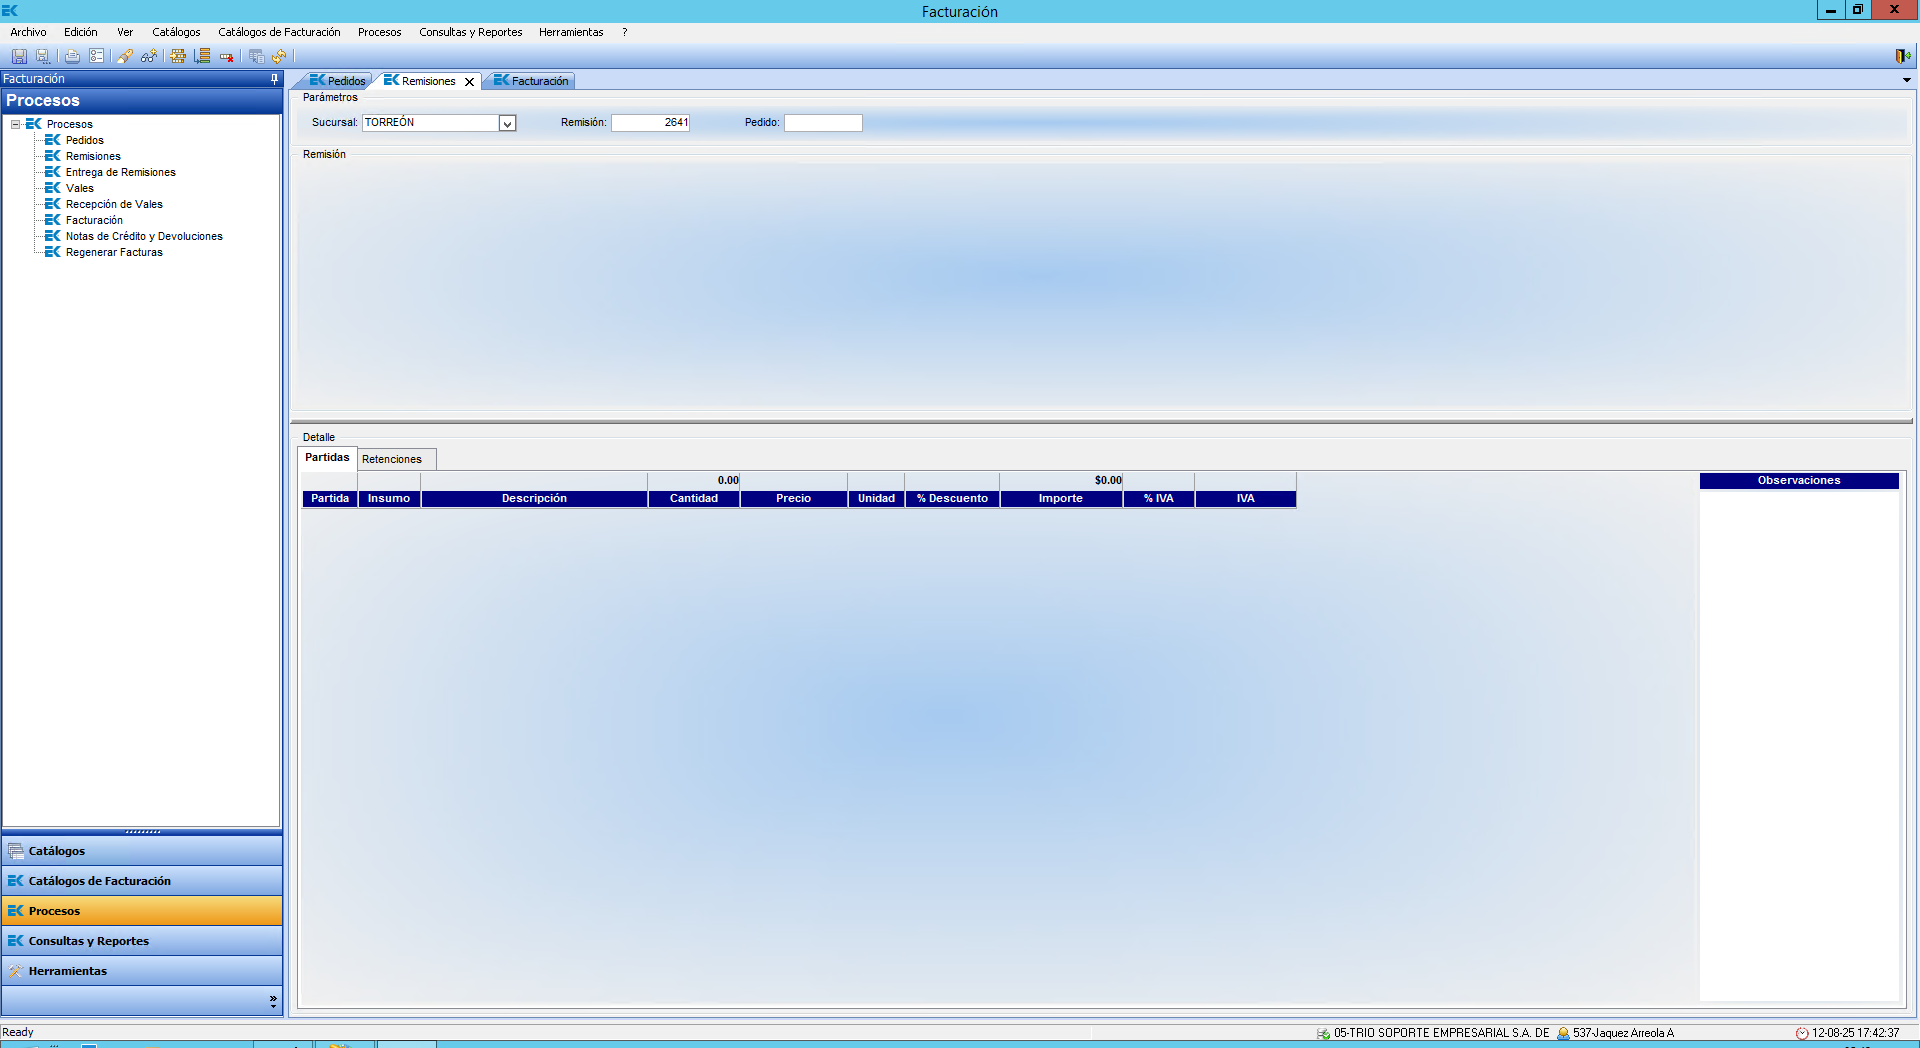 Facturación
Archivo Edición Ver Catálogos Catálogos de Facturación Procesos Consultas y Reportes Herramientas ?
Facturación
Procesos
Procesos
Pedidos
Remisiones
Entrega de Remisiones
Vales
Recepción de Vales
Facturación
Notas de Crédito y Devoluciones
Regenerar Facturas
Catálogos
Catálogos de Facturación
Procesos
Consultas y Reportes
Herramientas
Pedidos Remisiones Facturación
Parámetros
Sucursal: TORREÓN Remisión: 2641 Pedido:
Remisión
Detalle
Partidas Retenciones
0.00 $0.00
Partida Insumo Descripción Cantidad Precio Unidad % Descuento Importe % IVA IVA
Observaciones
Ready 05-TRIO SOPORTE EMPRESARIAL S.A. DE 537-Jaquez Arreola A 12-08-25 17:42:37